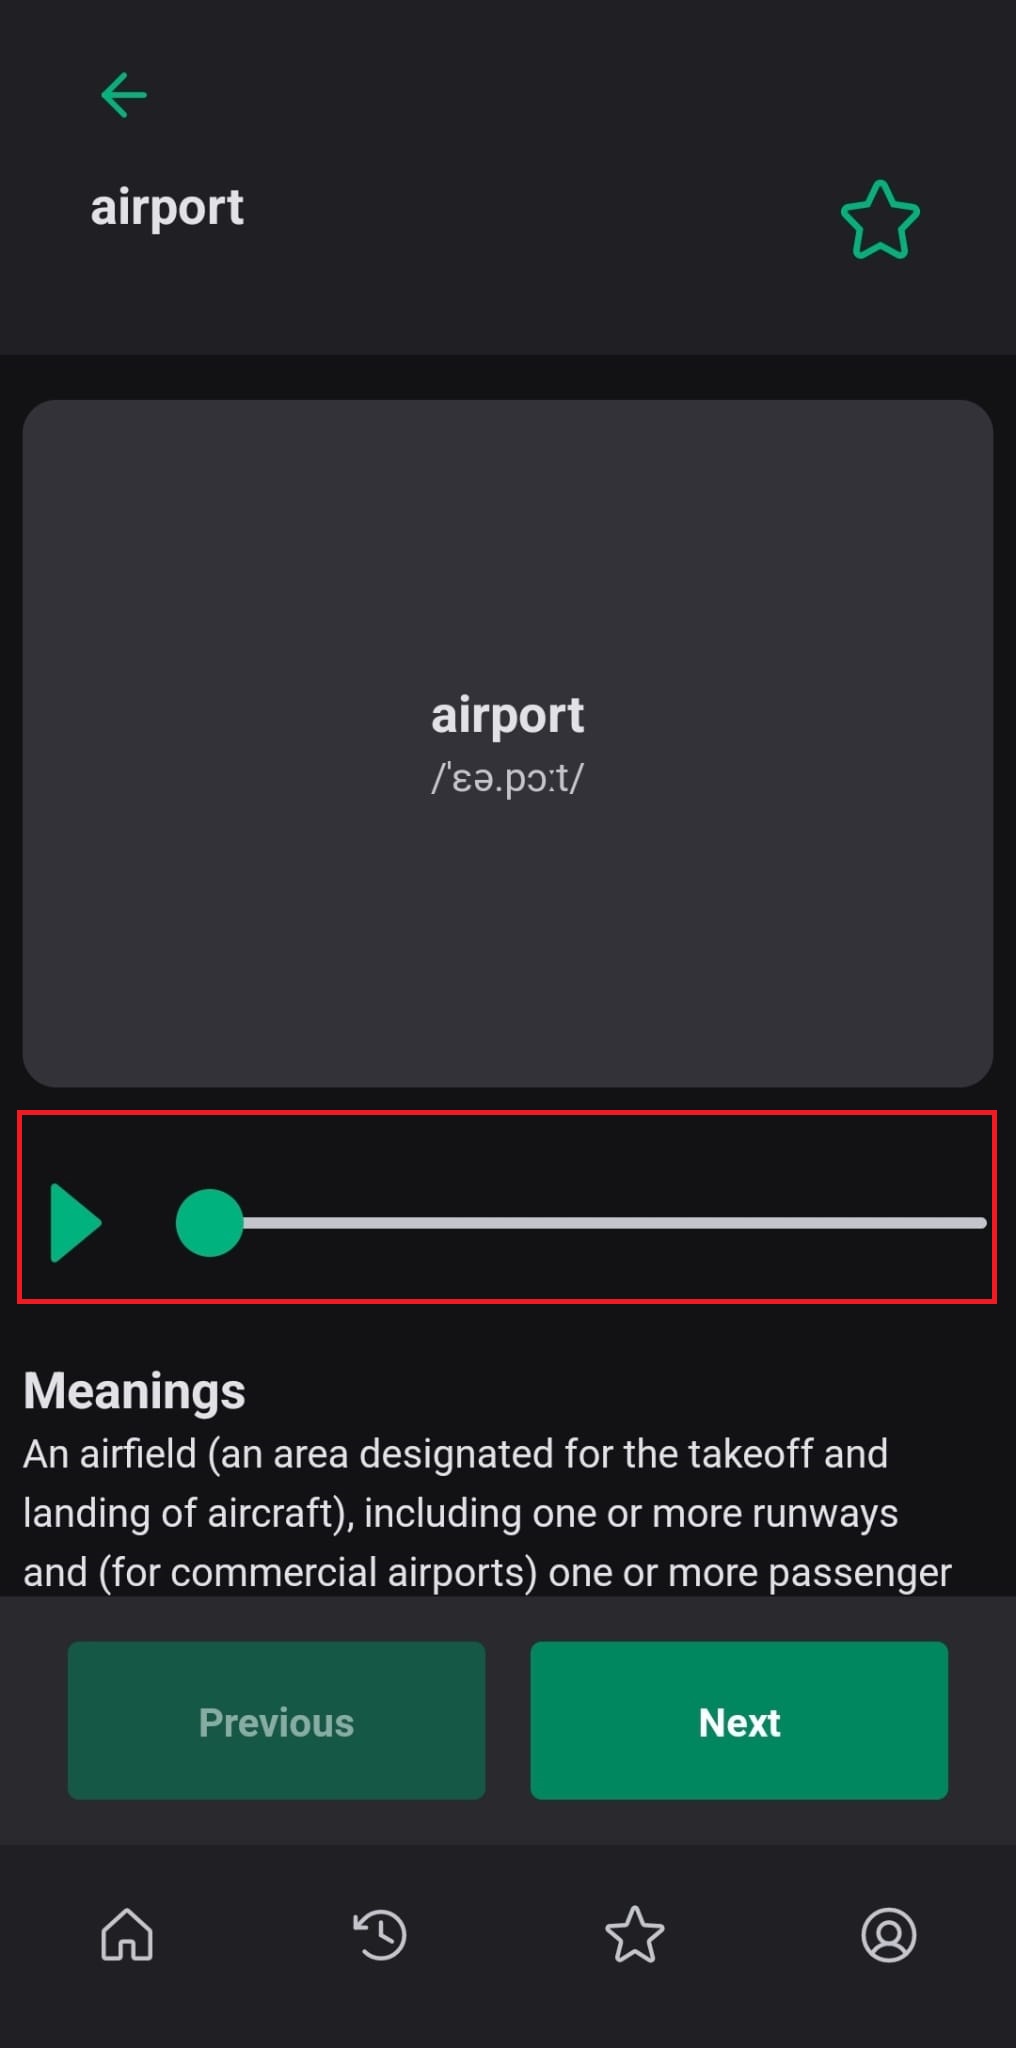 airport
airport
/ˈɛə.pɔːt/
Meanings
An airfield (an area designated for the takeoff and
landing of aircraft), including one or more runways
and (for commercial airports) one or more passenger
Previous
Next